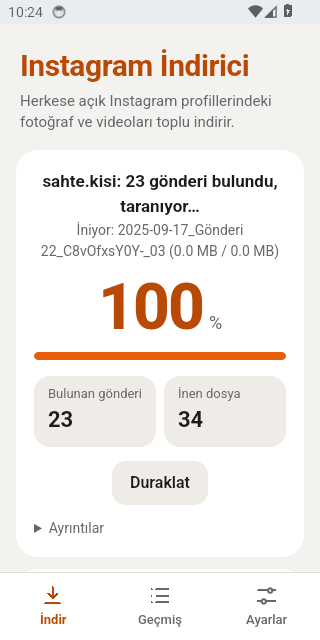 10:24
Instagram İndirici
Herkese açık Instagram profillerindeki
fotoğraf ve videoları toplu indirir.
sahte.kisi: 23 gönderi bulundu,
taranıyor…
İniyor: 2025-09-17_Gönderi
22_C8vOfxsY0Y-_03 (0.0 MB / 0.0 MB)
100 %
Bulunan gönderi
23
İnen dosya
34
Duraklat
▶ Ayrıntılar
İndir
Geçmiş
Ayarlar